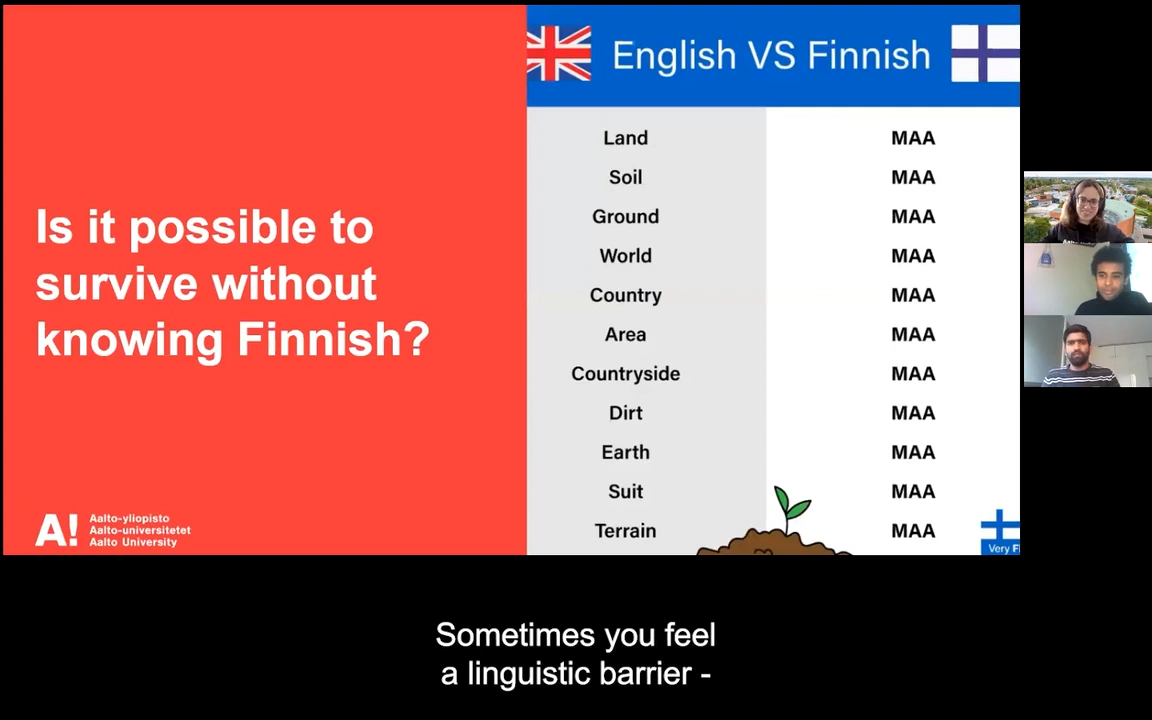 Is it possible to
survive without
knowing Finnish?
A!
Aalto-yliopisto
Aalto-universitetet
Aalto University
English VS Finnish
Land MAA
Soil MAA
Ground MAA
World MAA
Country MAA
Area MAA
Countryside MAA
Dirt MAA
Earth MAA
Suit MAA
Terrain MAA
Very
Sometimes you feel
a linguistic barrier -